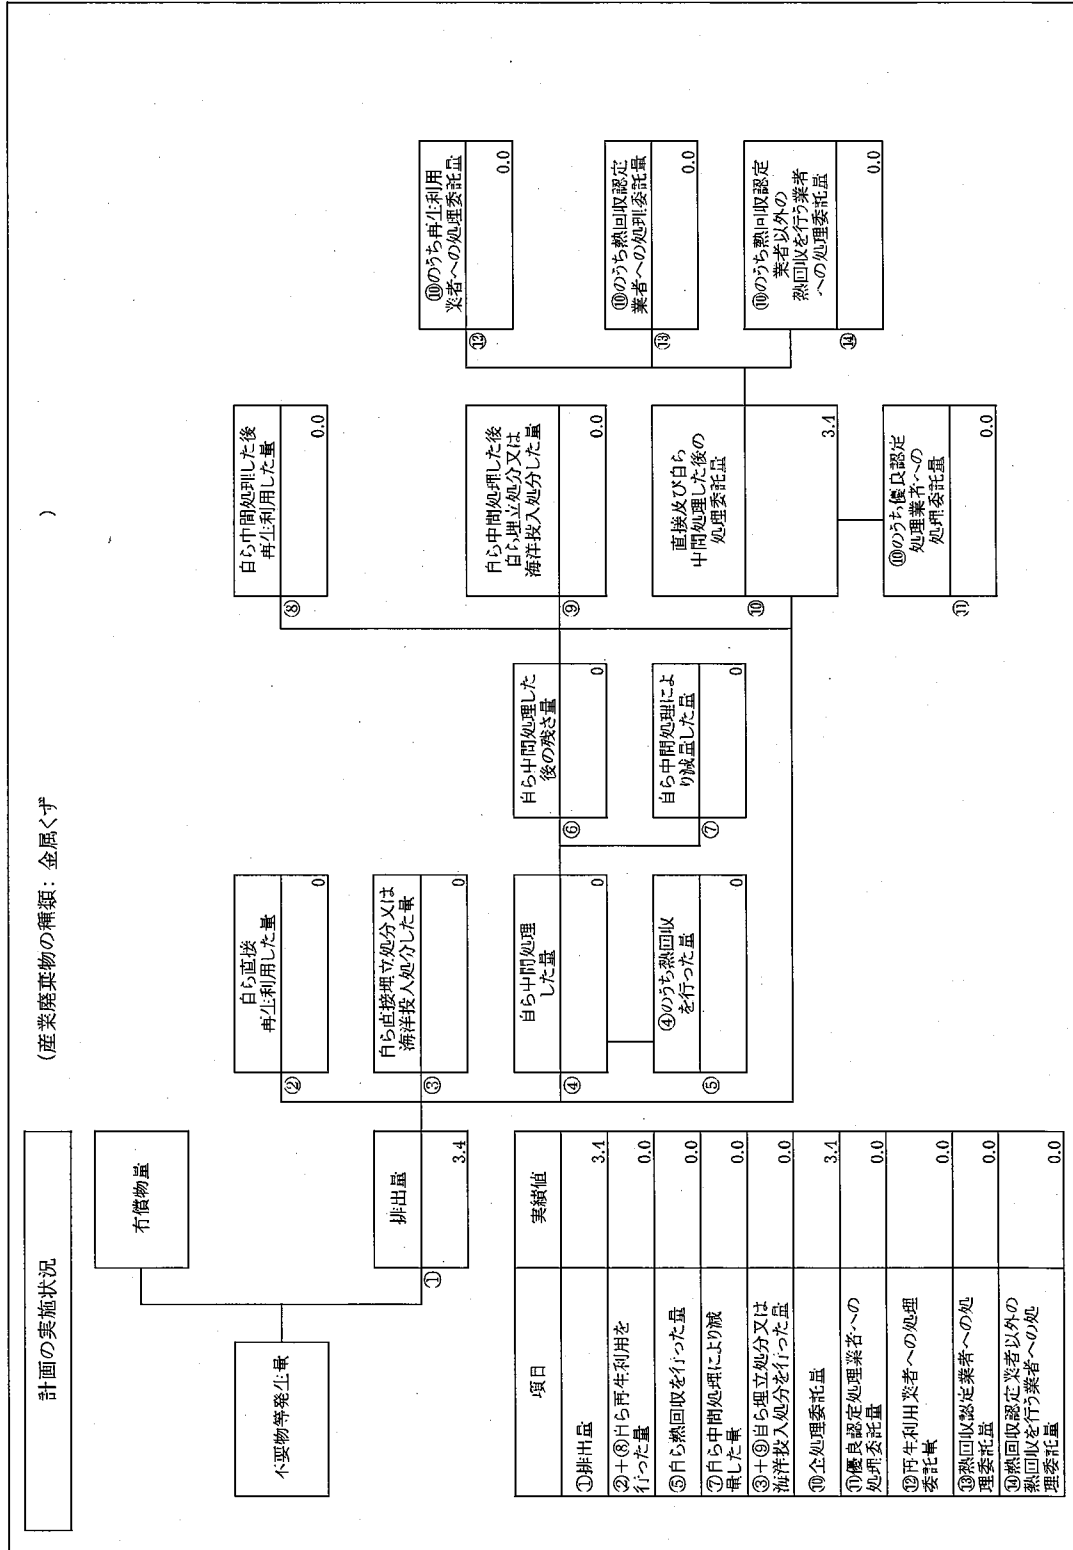 計画の実施状況
(産業廃棄物の種類: 金属くず
)
不要物等発生量
有償物量
排出量
①
3.4
自ら直接
再生利用した量
②
0
自ら直接埋立処分又は
海洋投入処分した量
③
0
自ら中間処理
した量
④
0
④のうち熱回収
を行った量
⑤
0
自ら中間処理した
後の残さ量
⑥
0
自ら中間処理によ
り減量した量
⑦
0
自ら中間処理した後
再生利用した量
⑧
0.0
自ら中間処理した後
自ら埋立処分又は
海洋投入処分した量
⑨
0.0
直接及び自ら
中間処理した後の
処理委託量
⑩
3.4
⑩のうち優良認定
処理業者への
処理委託量
⑪
0.0
⑩のうち再生利用
業者への処理委託量
⑫
0.0
⑩のうち熱回収認定
業者への処理委託量
⑬
0.0
⑩のうち熱回収認定
業者以外の
熱回収を行う業者
への処理委託量
⑭
0.0
項目
実績値
①排出量
3.4
②+⑧自ら再生利用を
行った量
0.0
⑤自ら熱回収を行った量
0.0
⑦自ら中間処理により減
量した量
0.0
③+⑨自ら埋立処分又は
海洋投入処分を行った量
0.0
⑩全処理委託量
3.4
⑪優良認定処理業者への
処理委託量
0.0
⑫再生利用業者への処理
委託量
0.0
⑬熱回収認定業者への処
理委託量
0.0
⑭熱回収認定業者以外の
熱回収を行う業者への処
理委託量
0.0